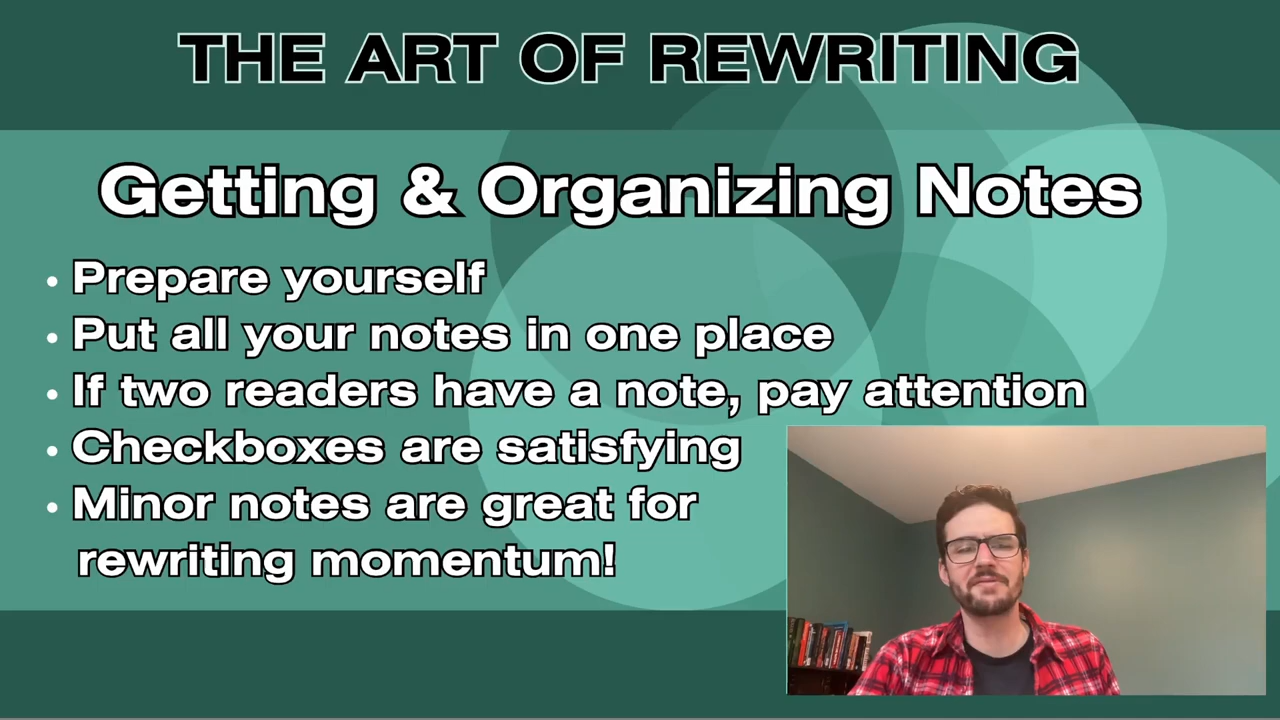 THE ART OF REWRITING
Getting & Organizing Notes
• Prepare yourself
• Put all your notes in one place
• If two readers have a note, pay attention
• Checkboxes are satisfying
• Minor notes are great for
rewriting momentum!